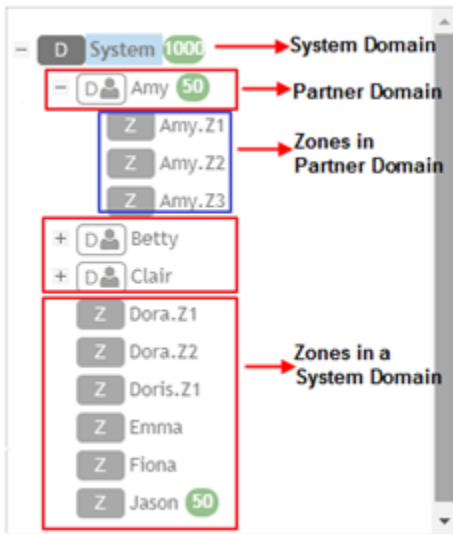 D System 1000 System Domain
D Amy 50 Partner Domain
Z Amy.Z1
Z Amy.Z2
Z Amy.Z3
Zones in
Partner Domain
D Betty
D Clair
Z Dora.Z1
Z Dora.Z2
Z Doris.Z1
Z Emma
Z Fiona
Z Jason 50
Zones in a
System Domain